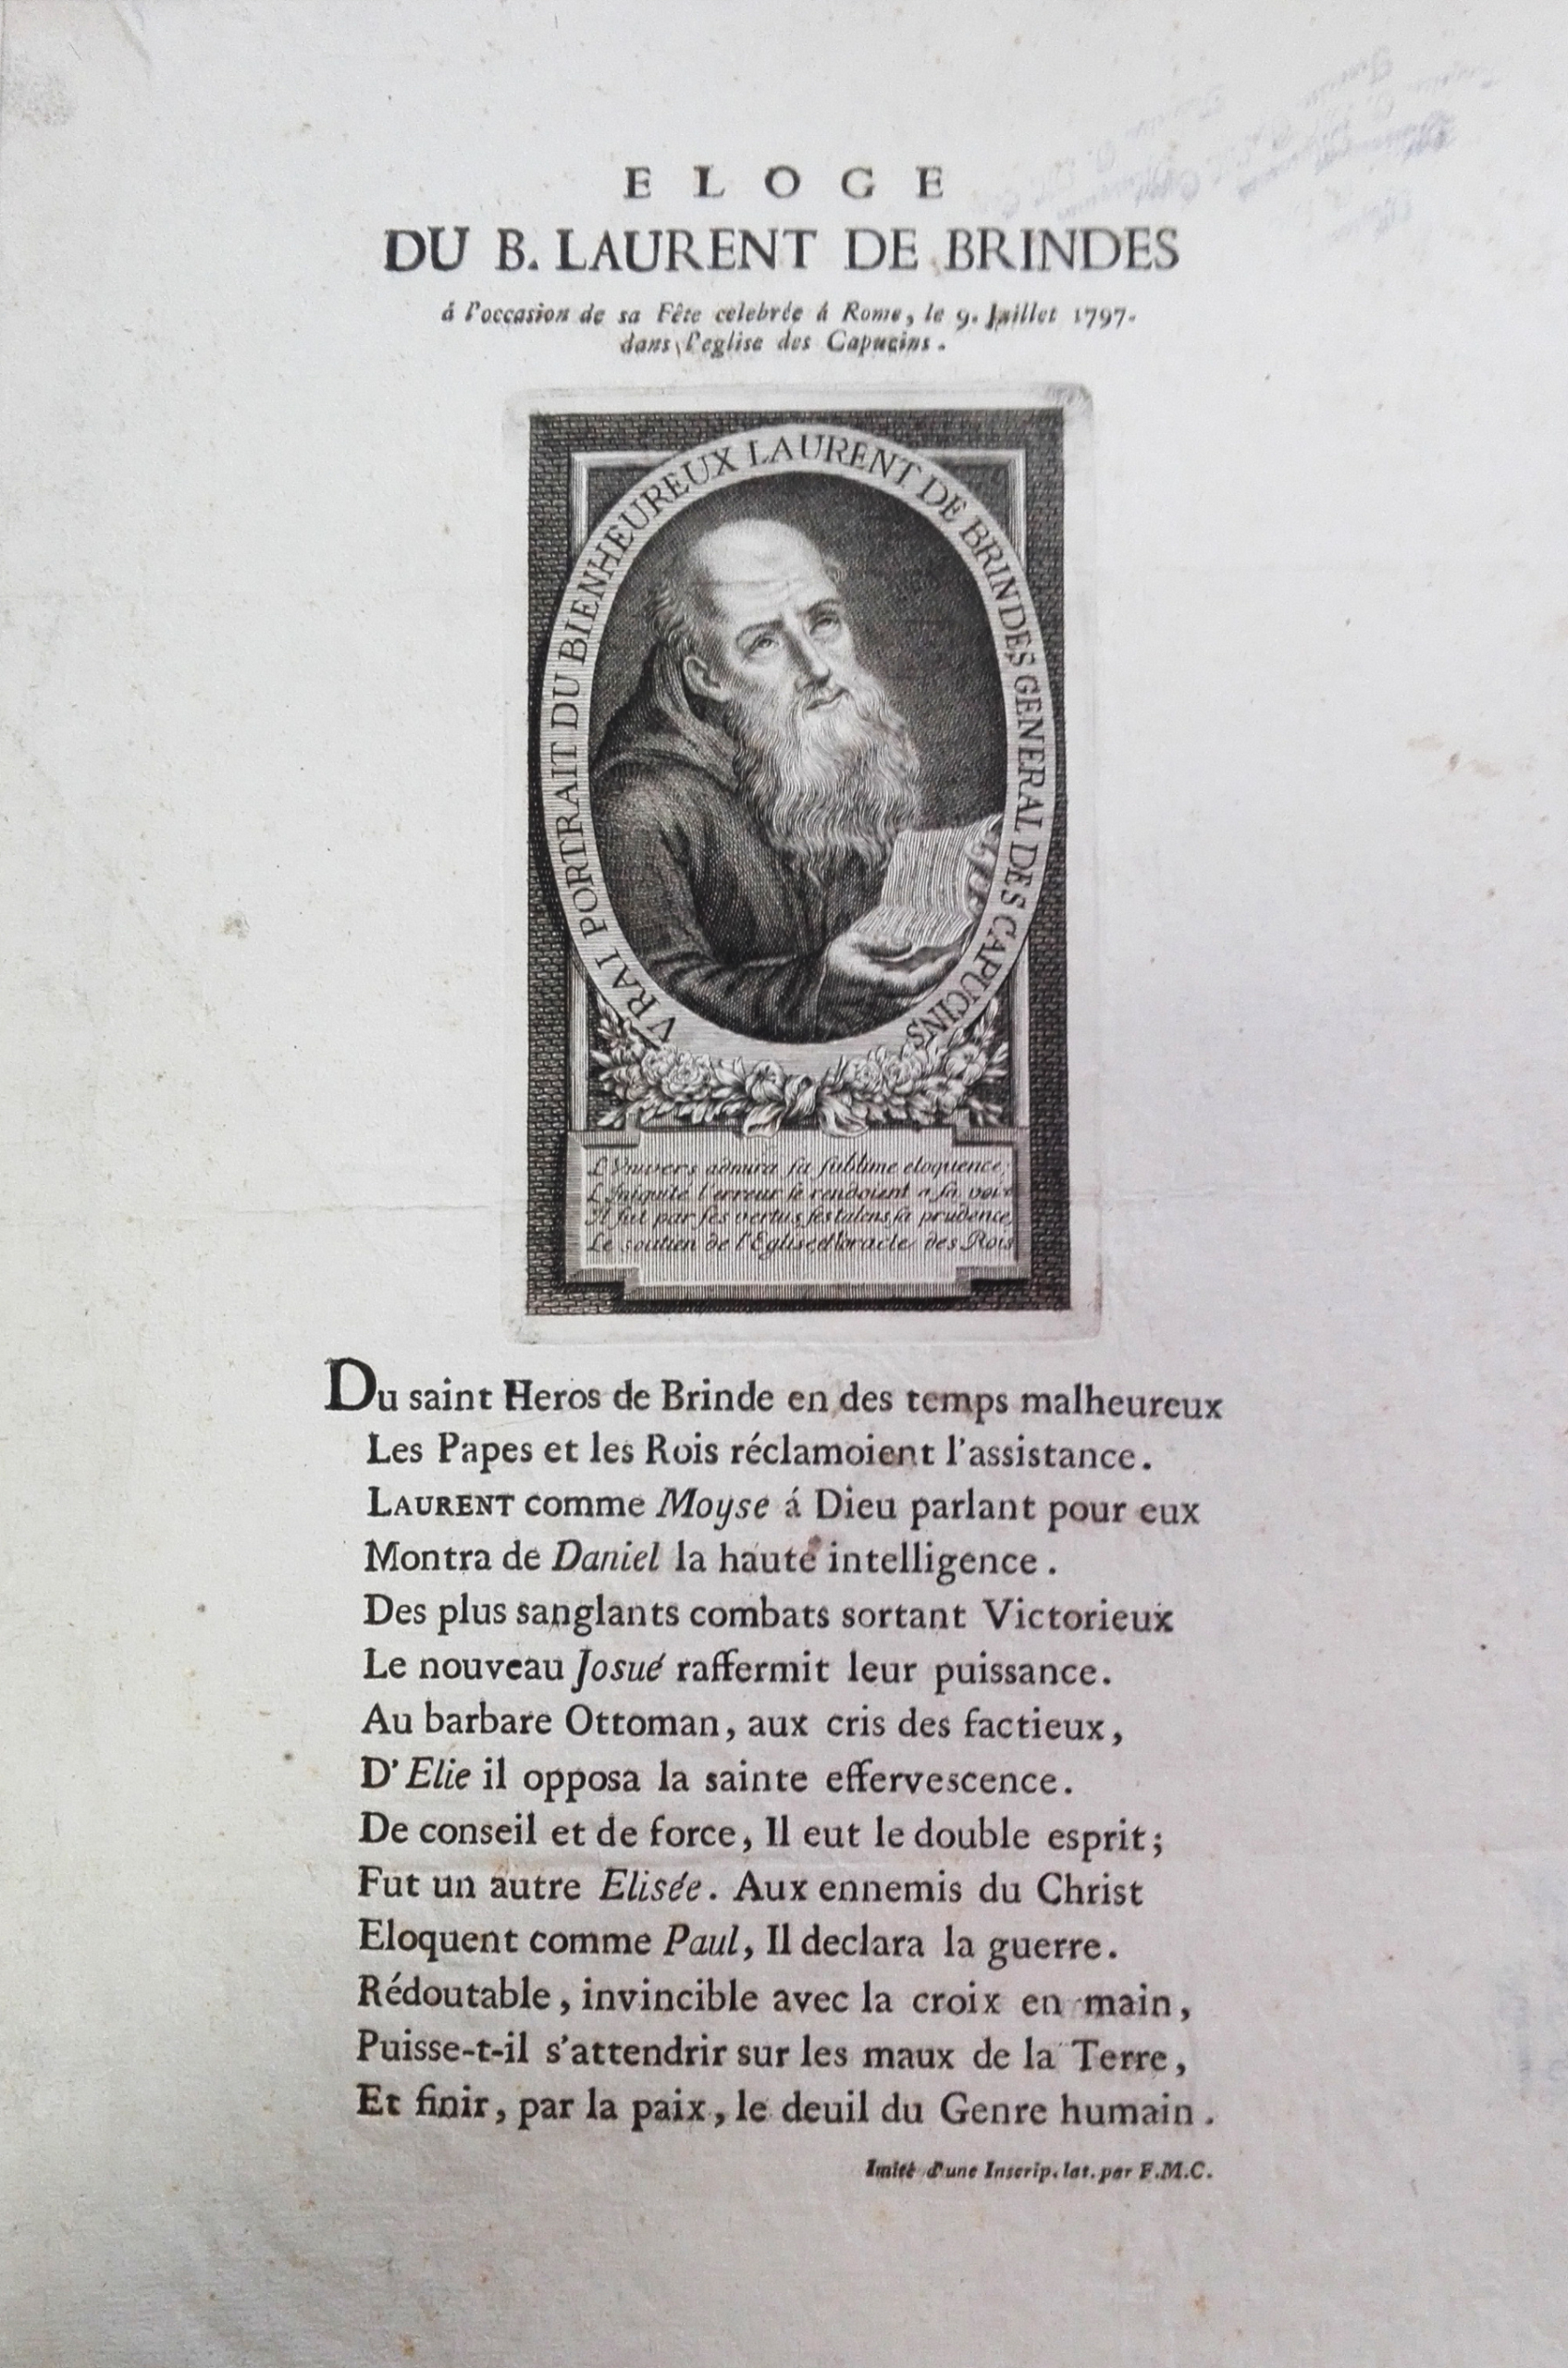 ELOGE
DU B. LAURENT DE BRINDES
á l'occasion de sa Fête celebrée á Rome, le 9. Juillet 1797.
dans l'eglise des Capucins.
VRAI PORTRAIT DU BIENHEUREUX LAURENT DE BRINDES GENERAL DES CAPUCINS
L'Univers admira sa sublime eloquence;
L'Iniquité l'erreur se rendoient a sa voix
Il fut par ses vertus, ses talens sa prudence,
Le soutien de l'Eglise, et l'oracle des Rois
Du saint Heros de Brinde en des temps malheureux
Les Papes et les Rois réclamoient l'assistance.
LAURENT comme Moyse á Dieu parlant pour eux
Montra de Daniel la haute intelligence.
Des plus sanglants combats sortant Victorieux
Le nouveau Josué raffermit leur puissance.
Au barbare Ottoman, aux cris des factieux,
D'Elie il opposa la sainte effervescence.
De conseil et de force, Il eut le double esprit;
Fut un autre Elisée. Aux ennemis du Christ
Eloquent comme Paul, Il declara la guerre.
Rédoutable, invincible avec la croix en main,
Puisse-t-il s'attendrir sur les maux de la Terre,
Et finir, par la paix, le deuil du Genre humain.
Imité d'une Inscrip. lat. par F.M.C.